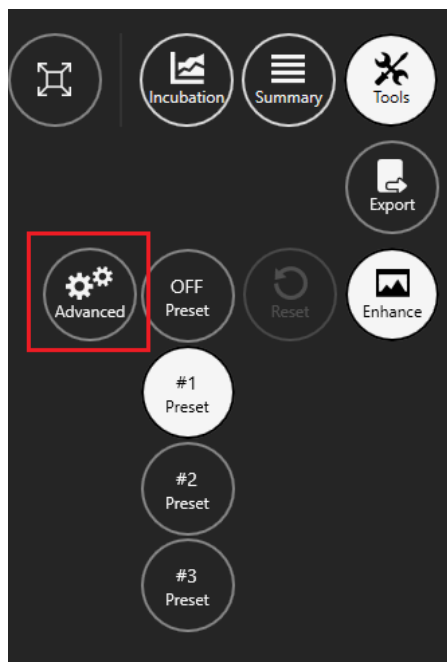 Incubation
Summary
Tools
Export
Advanced
OFF
Preset
Reset
Enhance
#1
Preset
#2
Preset
#3
Preset